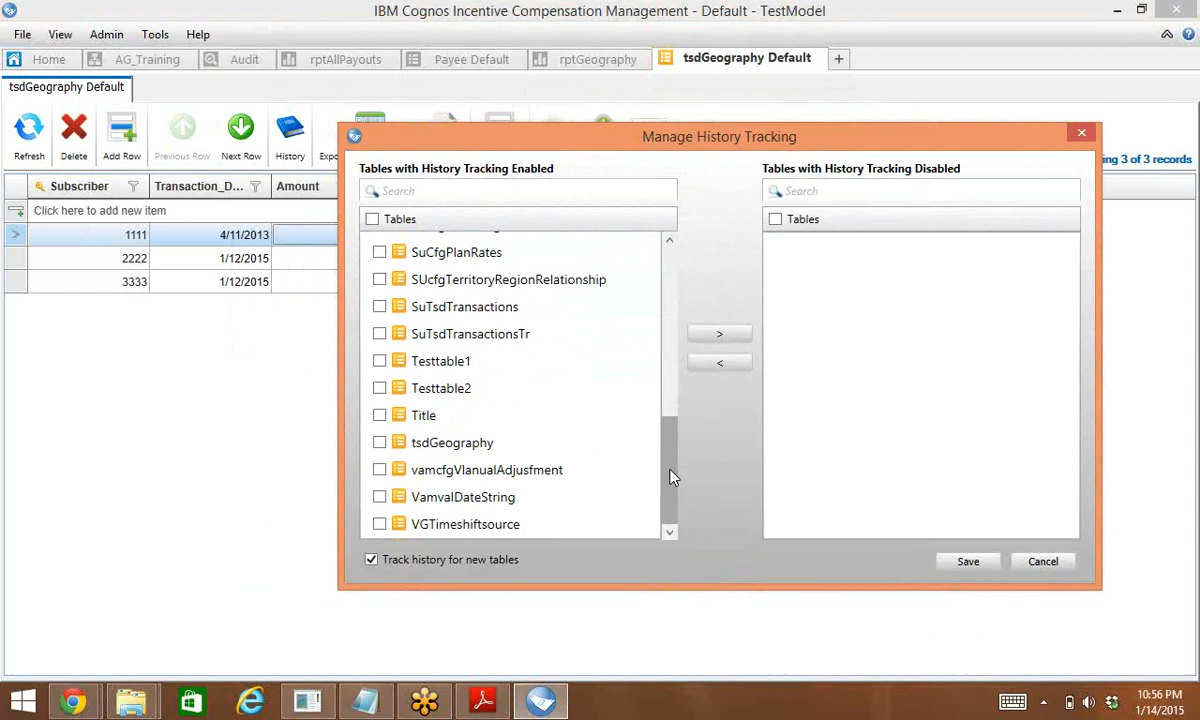 IBM Cognos Incentive Compensation Management - Default - TestModel
File View Admin Tools Help
Home AG_Training Audit rptAllPayouts Payee Default rptGeography tsdGeography Default +
tsdGeography Default
Refresh Delete Add Row Previous Row Next Row History Expo
Manage History Tracking
ing 3 of 3 records
Subscriber Transaction_D... Amount
Click here to add new item
1111 4/11/2013
2222 1/12/2015
3333 1/12/2015
Tables with History Tracking Enabled
Search
Tables
SuCfgPlanRates
SUcfgTerritoryRegionRelationship
SuTsdTransactions
SuTsdTransactionsTr
Testtable1
Testtable2
Title
tsdGeography
vamcfgVlanualAdjusfment
VamvalDateString
VGTimeshiftsource
Track history for new tables
>
<
Tables with History Tracking Disabled
Search
Tables
Save Cancel
10:56 PM
1/14/2015